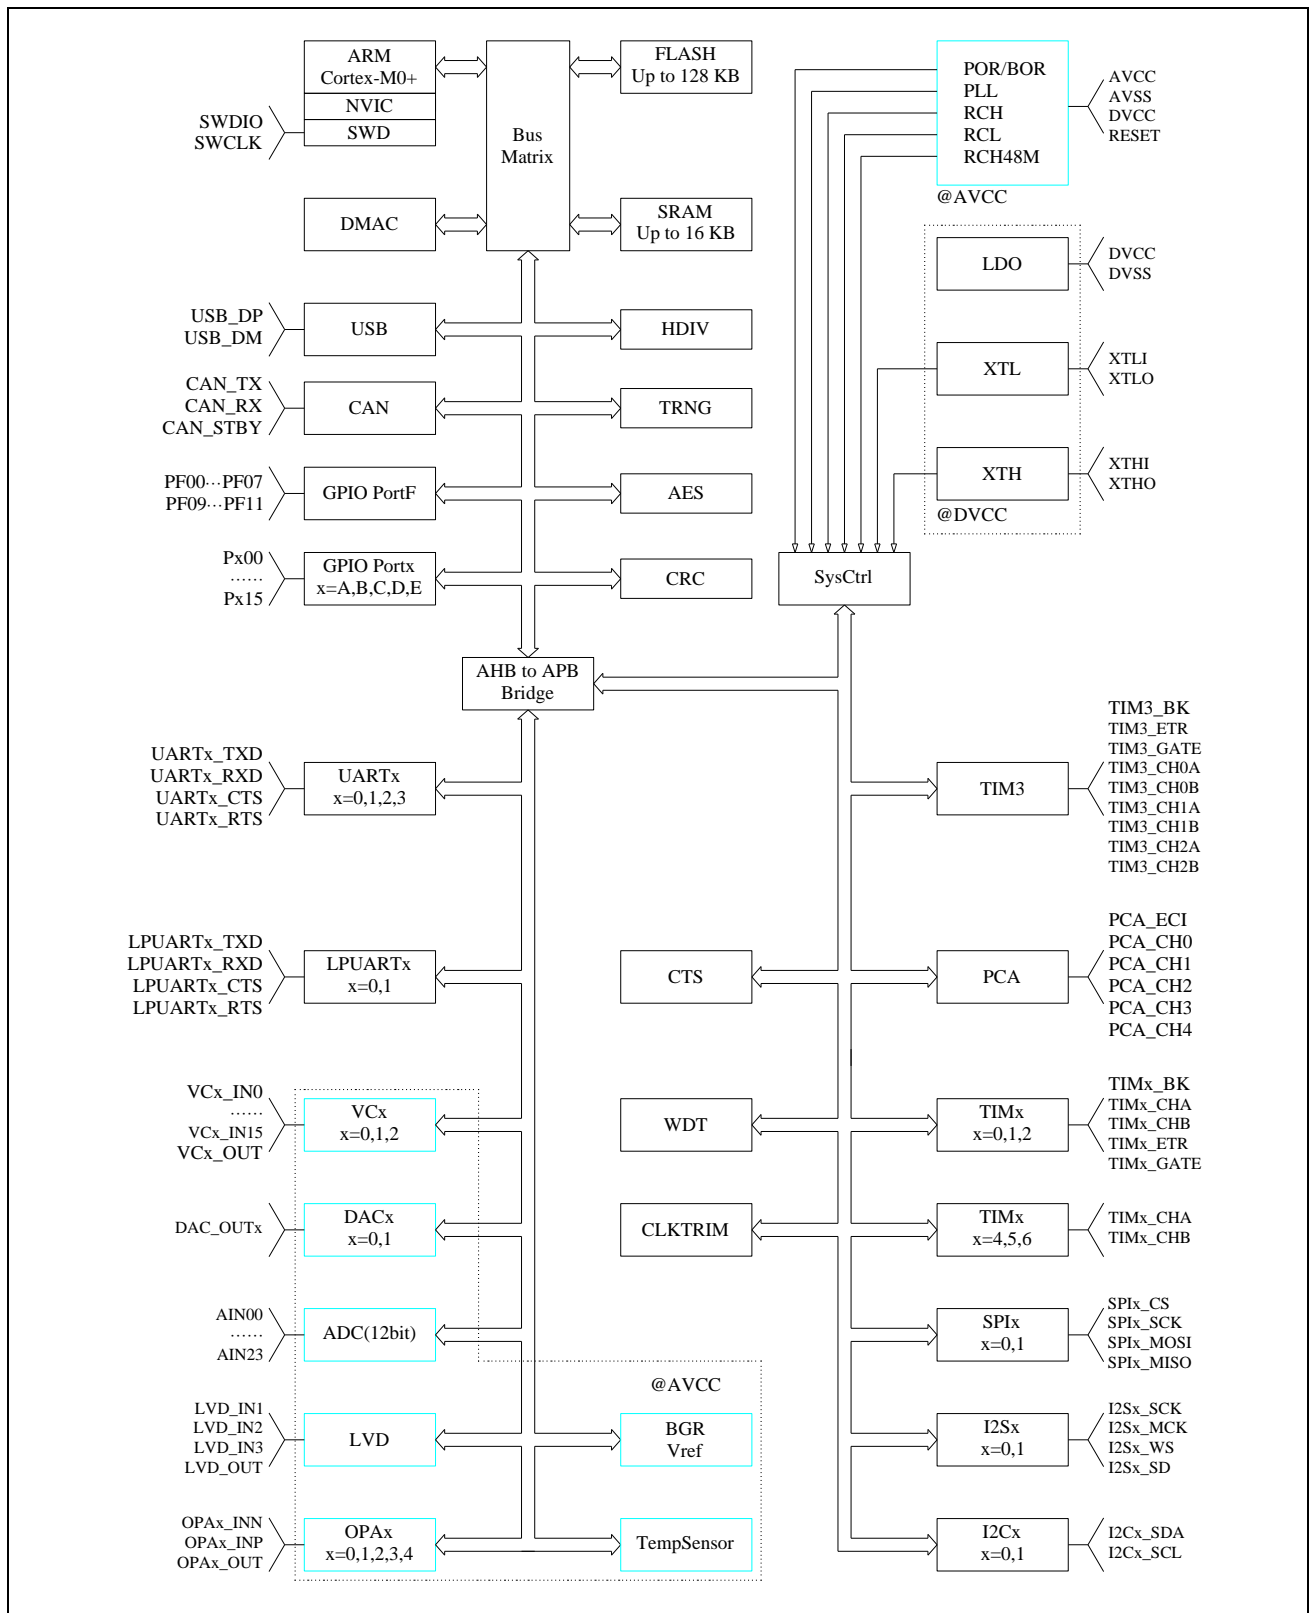 ARM
Cortex-M0+
NVIC
SWD
SWDIO
SWCLK
Bus
Matrix
FLASH
Up to 128 KB
DMAC
SRAM
Up to 16 KB
POR/BOR
PLL
RCH
RCL
RCH48M
@AVCC
AVCC
AVSS
DVCC
RESET
LDO
DVCC
DVSS
XTL
XTLI
XTLO
XTH
XTHI
XTHO
@DVCC
SysCtrl
USB_DP
USB_DM
USB
HDIV
CAN_TX
CAN_RX
CAN_STBY
CAN
TRNG
PF00···PF07
PF09···PF11
GPIO PortF
AES
Px00
······
Px15
GPIO Portx
x=A,B,C,D,E
CRC
AHB to APB
Bridge
UARTx_TXD
UARTx_RXD
UARTx_CTS
UARTx_RTS
UARTx
x=0,1,2,3
TIM3
TIM3_BK
TIM3_ETR
TIM3_GATE
TIM3_CH0A
TIM3_CH0B
TIM3_CH1A
TIM3_CH1B
TIM3_CH2A
TIM3_CH2B
LPUARTx_TXD
LPUARTx_RXD
LPUARTx_CTS
LPUARTx_RTS
LPUARTx
x=0,1
CTS
PCA
PCA_ECI
PCA_CH0
PCA_CH1
PCA_CH2
PCA_CH3
PCA_CH4
VCx_IN0
······
VCx_IN15
VCx_OUT
VCx
x=0,1,2
WDT
TIMx
x=0,1,2
TIMx_BK
TIMx_CHA
TIMx_CHB
TIMx_ETR
TIMx_GATE
DAC_OUTx
DACx
x=0,1
CLKTRIM
TIMx
x=4,5,6
TIMx_CHA
TIMx_CHB
AIN00
······
AIN23
ADC(12bit)
SPIx
x=0,1
SPIx_CS
SPIx_SCK
SPIx_MOSI
SPIx_MISO
@AVCC
LVD_IN1
LVD_IN2
LVD_IN3
LVD_OUT
LVD
BGR
Vref
I2Sx
x=0,1
I2Sx_SCK
I2Sx_MCK
I2Sx_WS
I2Sx_SD
OPAx_INN
OPAx_INP
OPAx_OUT
OPAx
x=0,1,2,3,4
TempSensor
I2Cx
x=0,1
I2Cx_SDA
I2Cx_SCL